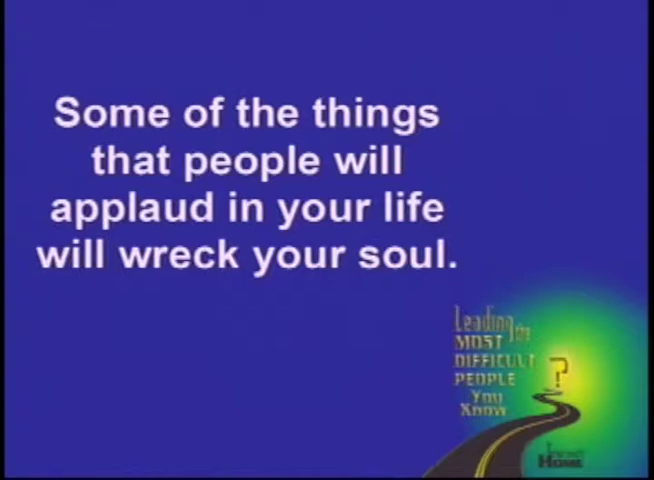 Some of the things
that people will
applaud in your life
will wreck your soul.
Leading the
MOST
DIFFICULT
PEOPLE
You
Know
?
HOME